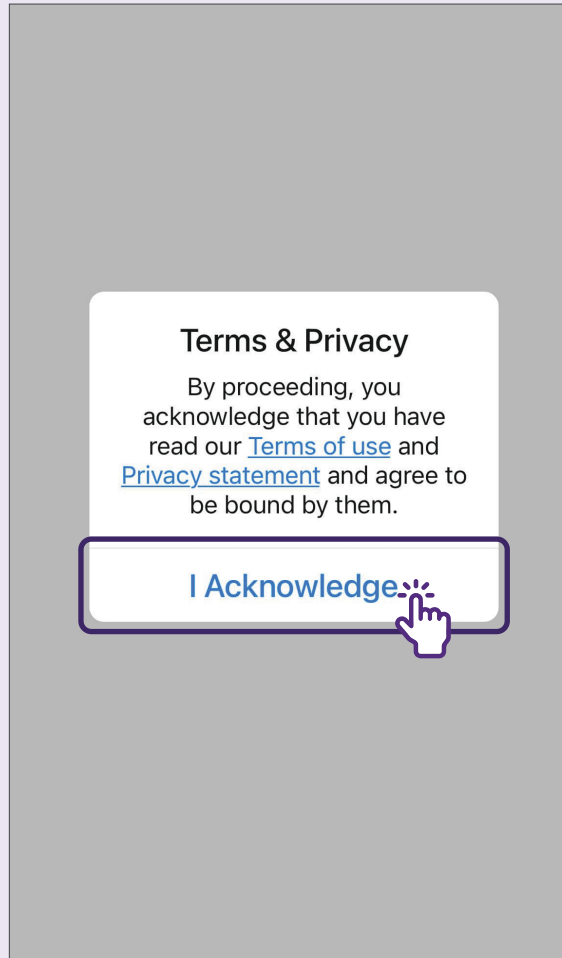 Terms & Privacy
By proceeding, you
acknowledge that you have
read our Terms of use and
Privacy statement and agree to
be bound by them.
I Acknowledge